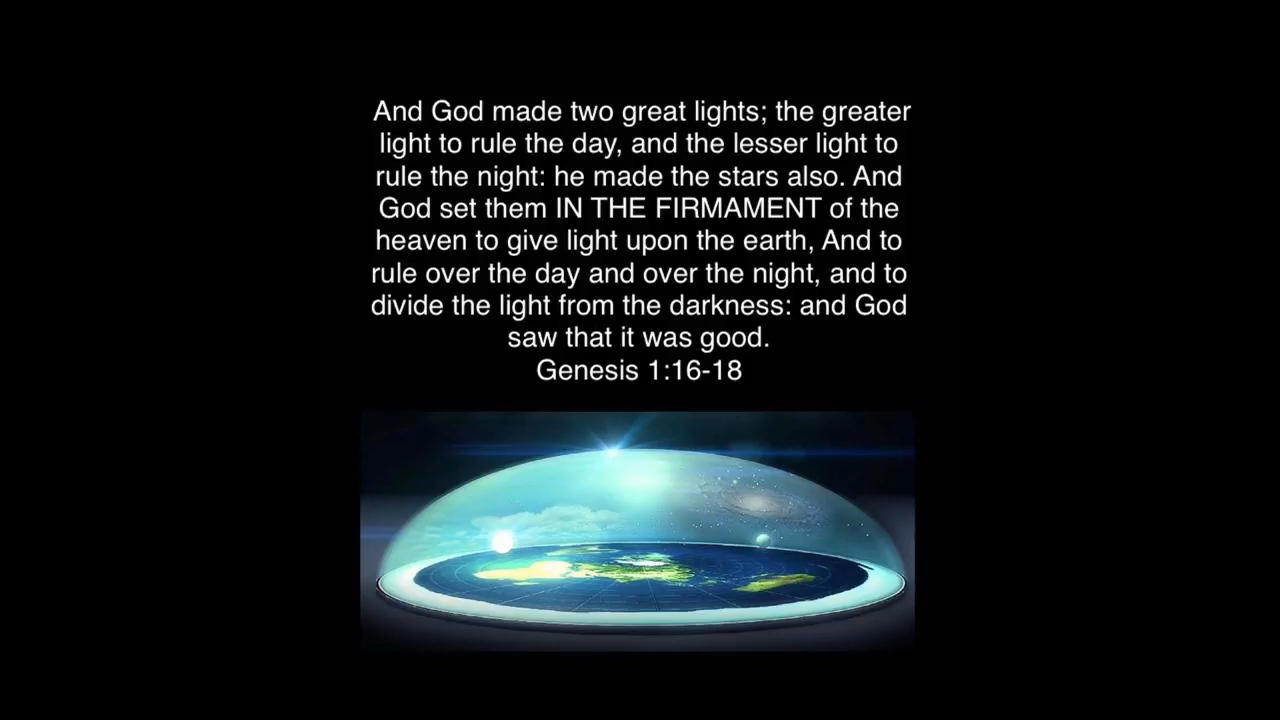 And God made two great lights; the greater
light to rule the day, and the lesser light to
rule the night: he made the stars also. And
God set them IN THE FIRMAMENT of the
heaven to give light upon the earth, And to
rule over the day and over the night, and to
divide the light from the darkness: and God
saw that it was good.
Genesis 1:16-18